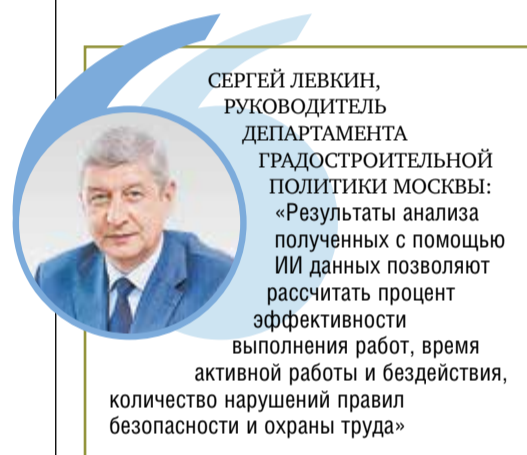 СЕРГЕЙ ЛЕВКИН,
РУКОВОДИТЕЛЬ
ДЕПАРТАМЕНТА
ГРАДОСТРОИТЕЛЬНОЙ
ПОЛИТИКИ МОСКВЫ:
«Результаты анализа
полученных с помощью
ИИ данных позволяют
рассчитать процент
эффективности
выполнения работ, время
активной работы и бездействия,
количество нарушений правил
безопасности и охраны труда»